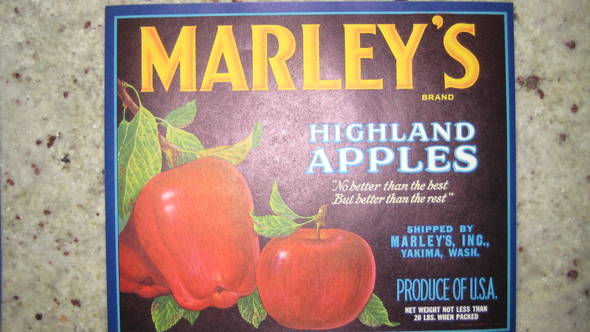 MARLEY'S
BRAND
HIGHLAND
APPLES
"No better than the best
But better than the rest"
SHIPPED BY
MARLEY'S, INC.,
YAKIMA, WASH.
PRODUCE OF U.S.A.
NET WEIGHT NOT LESS THAN
20 LBS. WHEN PACKED